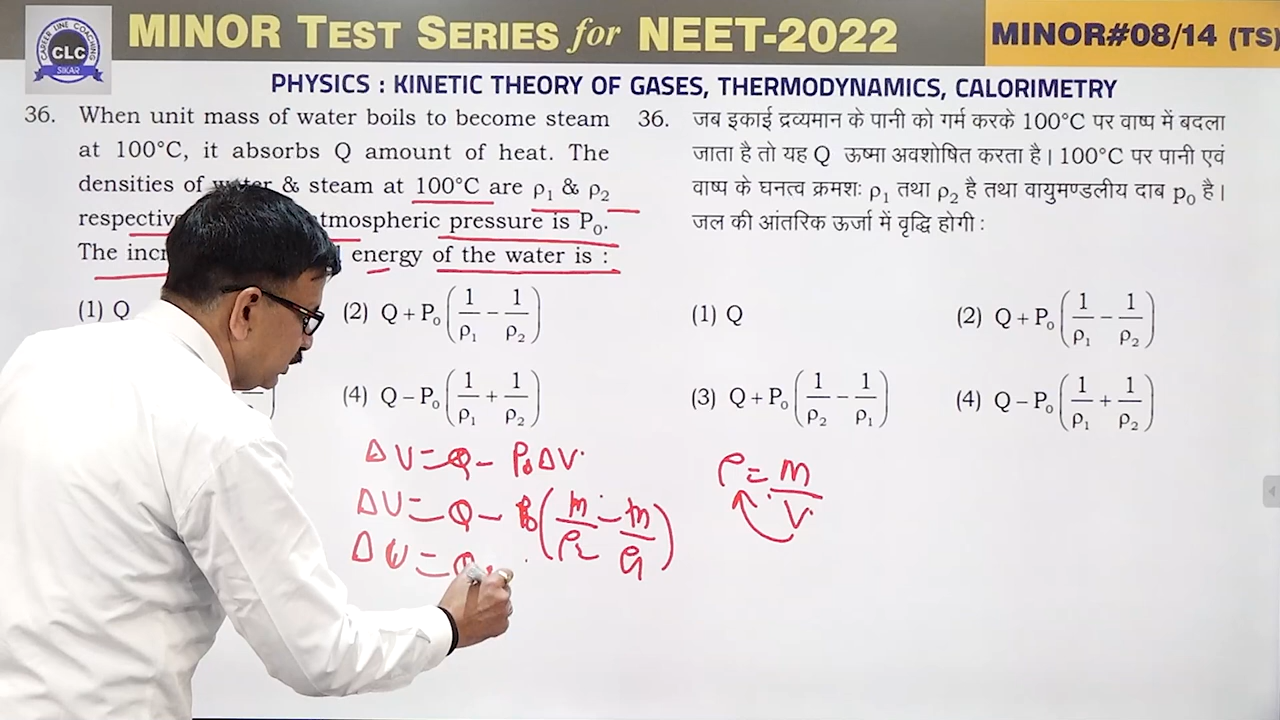 CAREER LINE COACHING
CLC
SIKAR
MINOR TEST SERIES for NEET-2022
MINOR#08/14 (TS)
PHYSICS : KINETIC THEORY OF GASES, THERMODYNAMICS, CALORIMETRY
36. When unit mass of water boils to become steam
at 100°C, it absorbs Q amount of heat. The
densities of & steam at 100°C are ρ₁ & ρ₂
pressure is P₀.
The energy of the water is :
(1) Q
(2) Q + P₀ (1/ρ₁ − 1/ρ₂)
(4) Q − P₀ (1/ρ₁ + 1/ρ₂)
36. जब इकाई द्रव्यमान के पानी को गर्म करके 100°C पर वाष्प में बदला
जाता है तो यह Q ऊष्मा अवशोषित करता है। 100°C पर पानी एवं
वाष्प के घनत्व क्रमशः ρ₁ तथा ρ₂ है तथा वायुमण्डलीय दाब p₀ है।
जल की आंतरिक ऊर्जा में वृद्धि होगी :
(1) Q
(2) Q + P₀ (1/ρ₁ − 1/ρ₂)
(3) Q + P₀ (1/ρ₂ − 1/ρ₁)
(4) Q − P₀ (1/ρ₁ + 1/ρ₂)
ΔU = Q − P₀ΔV
ΔU = Q − P₀ (m/ρ₂ − m/ρ₁)
ΔU = Q
ρ = m/V